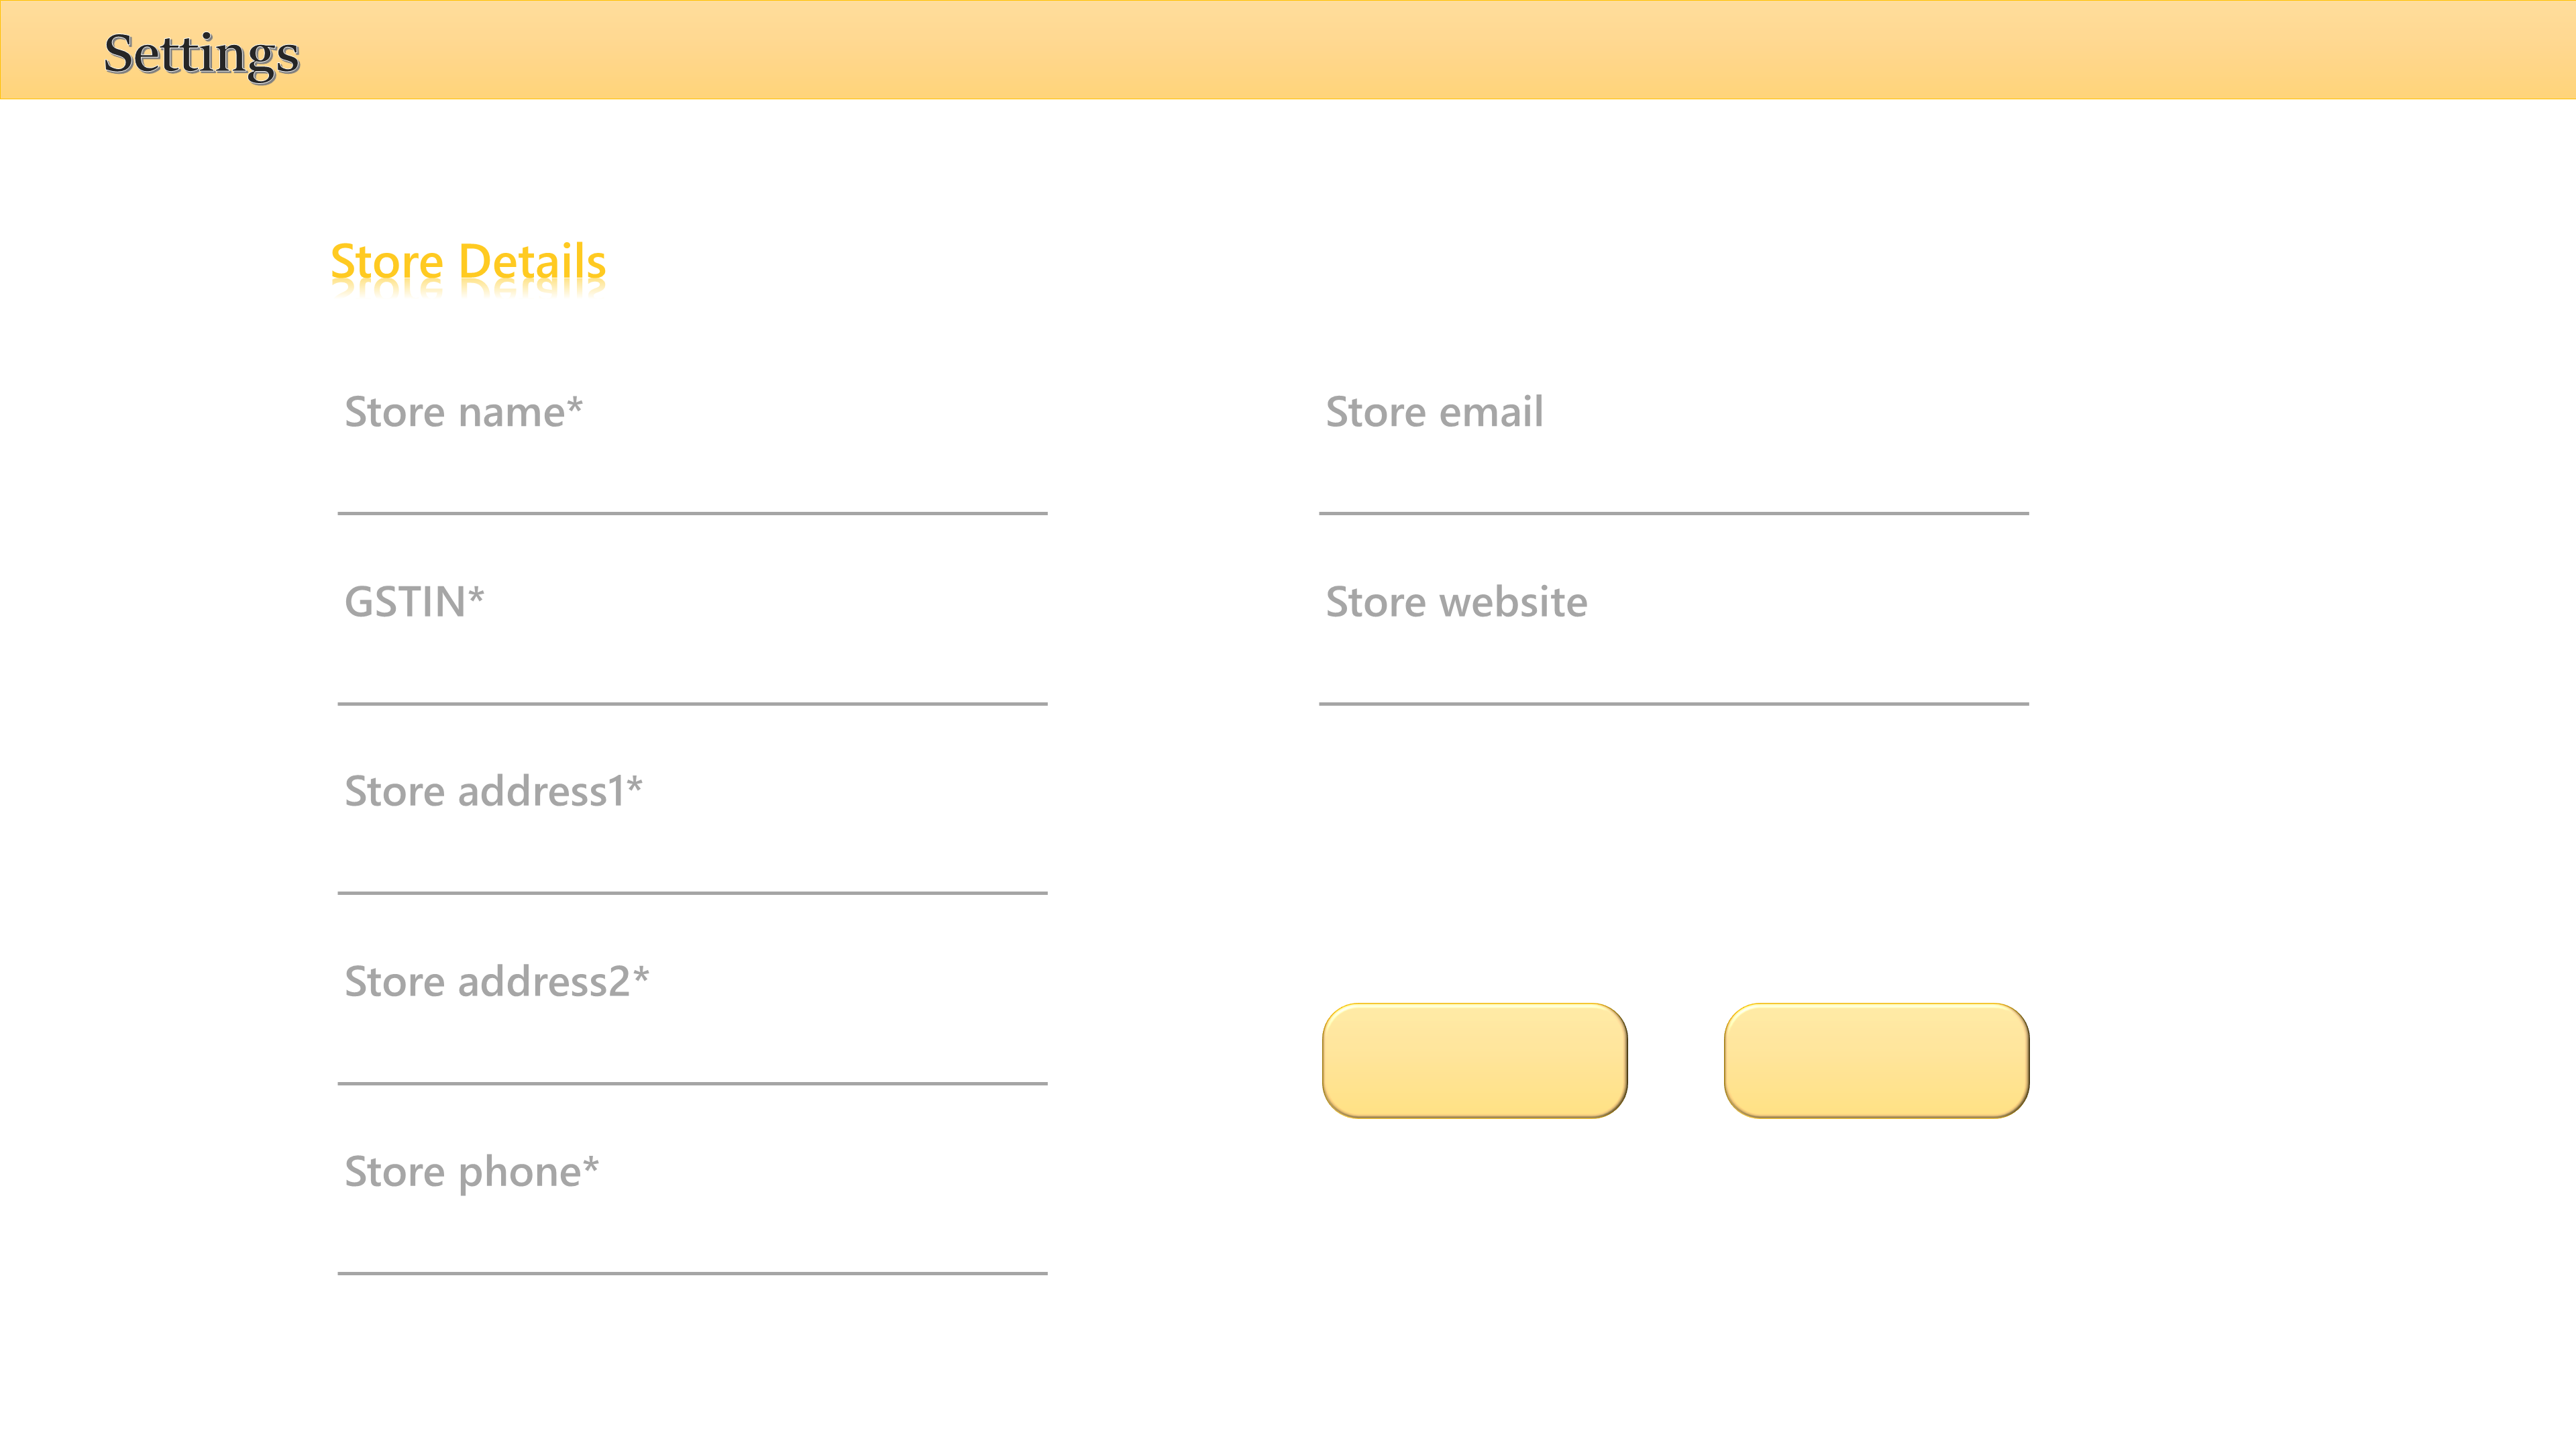 Settings
Store Details
Store name*
Store email
GSTIN*
Store website
Store address1*
Store address2*
Store phone*